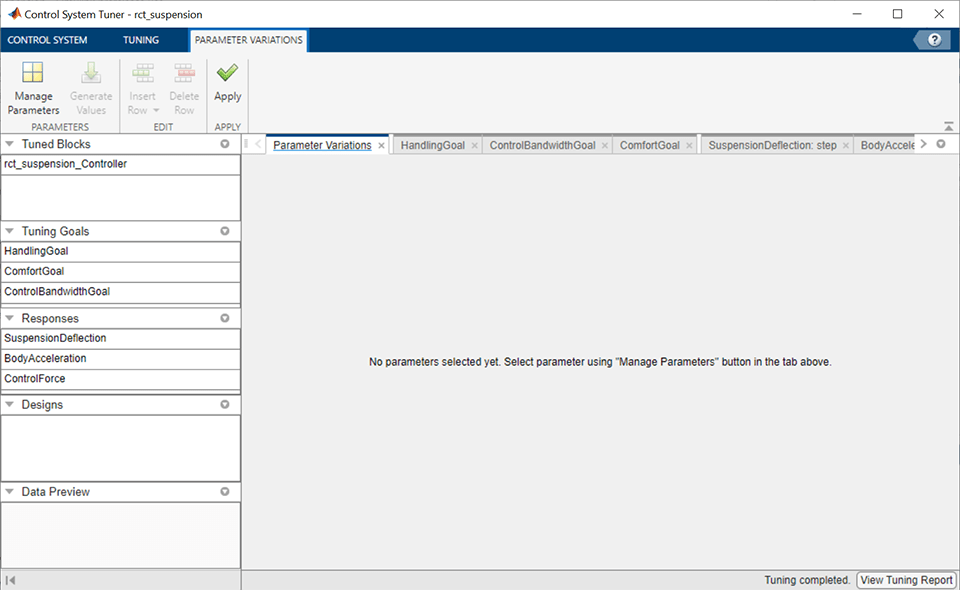 Control System Tuner - rct_suspension
CONTROL SYSTEM TUNING PARAMETER VARIATIONS ?
Manage Parameters
Generate Values
Insert Row
Delete Row
Apply
PARAMETERS EDIT APPLY
Tuned Blocks
rct_suspension_Controller
Tuning Goals
HandlingGoal
ComfortGoal
ControlBandwidthGoal
Responses
SuspensionDeflection
BodyAcceleration
ControlForce
Designs
Data Preview
Parameter Variations HandlingGoal ControlBandwidthGoal ComfortGoal SuspensionDeflection: step BodyAccele
No parameters selected yet. Select parameter using "Manage Parameters" button in the tab above.
Tuning completed. View Tuning Report